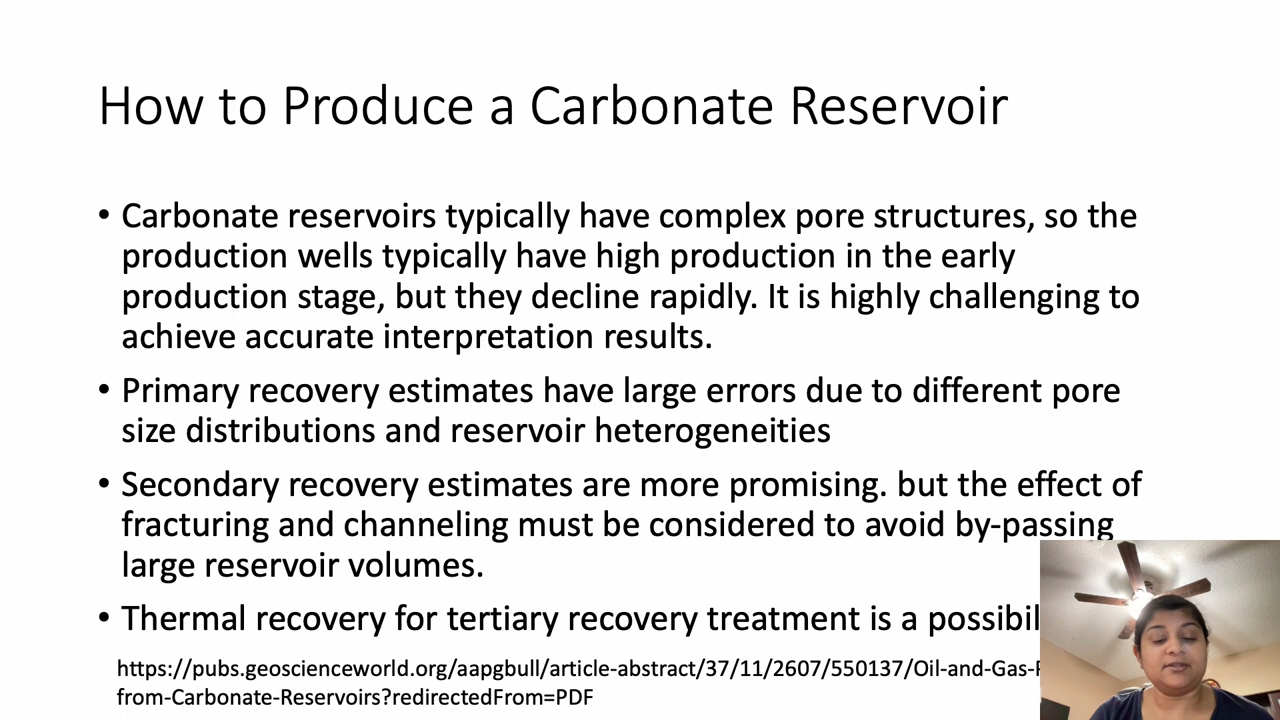 How to Produce a Carbonate Reservoir
• Carbonate reservoirs typically have complex pore structures, so the
production wells typically have high production in the early
production stage, but they decline rapidly. It is highly challenging to
achieve accurate interpretation results.
• Primary recovery estimates have large errors due to different pore
size distributions and reservoir heterogeneities
• Secondary recovery estimates are more promising. but the effect of
fracturing and channeling must be considered to avoid by-passing
large reservoir volumes.
• Thermal recovery for tertiary recovery treatment is a possibil
https://pubs.geoscienceworld.org/aapgbull/article-abstract/37/11/2607/550137/Oil-and-Gas-
from-Carbonate-Reservoirs?redirectedFrom=PDF